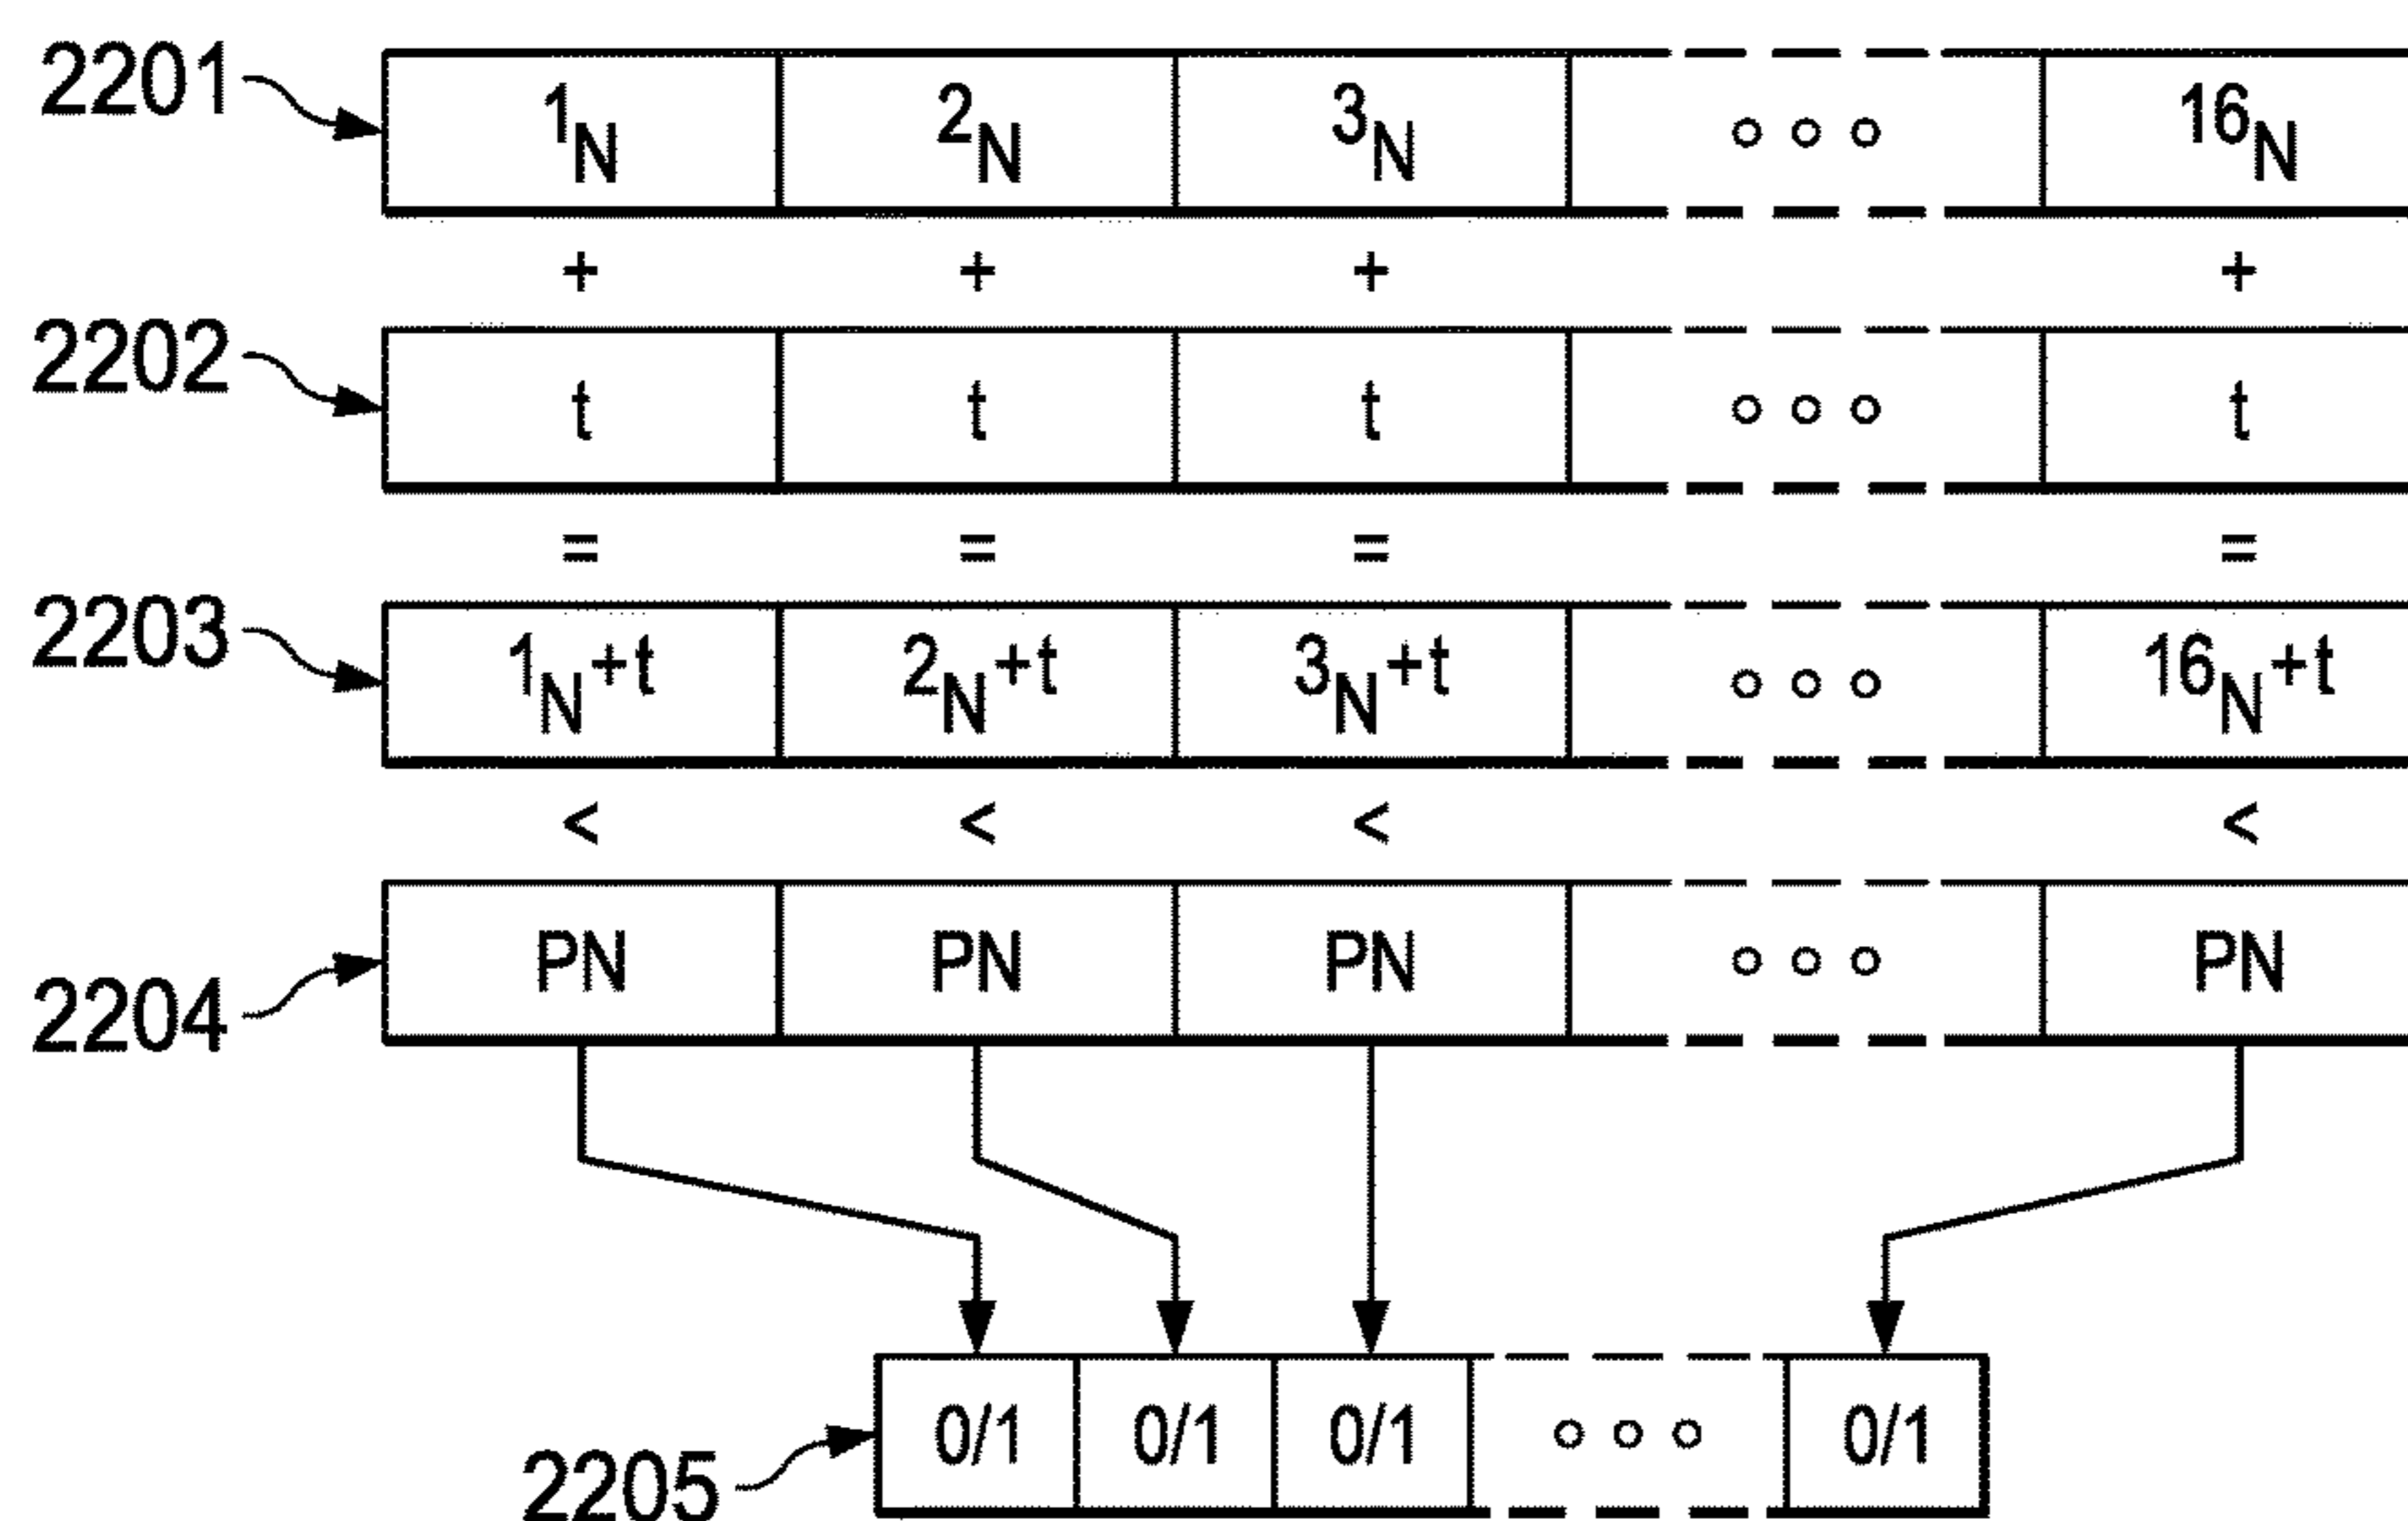 2201 1N 2N 3N ○ ○ ○ 16N
+ + + +
2202 t t t ○ ○ ○ t
= = = =
2203 1N+t 2N+t 3N+t ○ ○ ○ 16N+t
< < < <
2204 PN PN PN ○ ○ ○ PN
2205 0/1 0/1 0/1 ○ ○ ○ 0/1